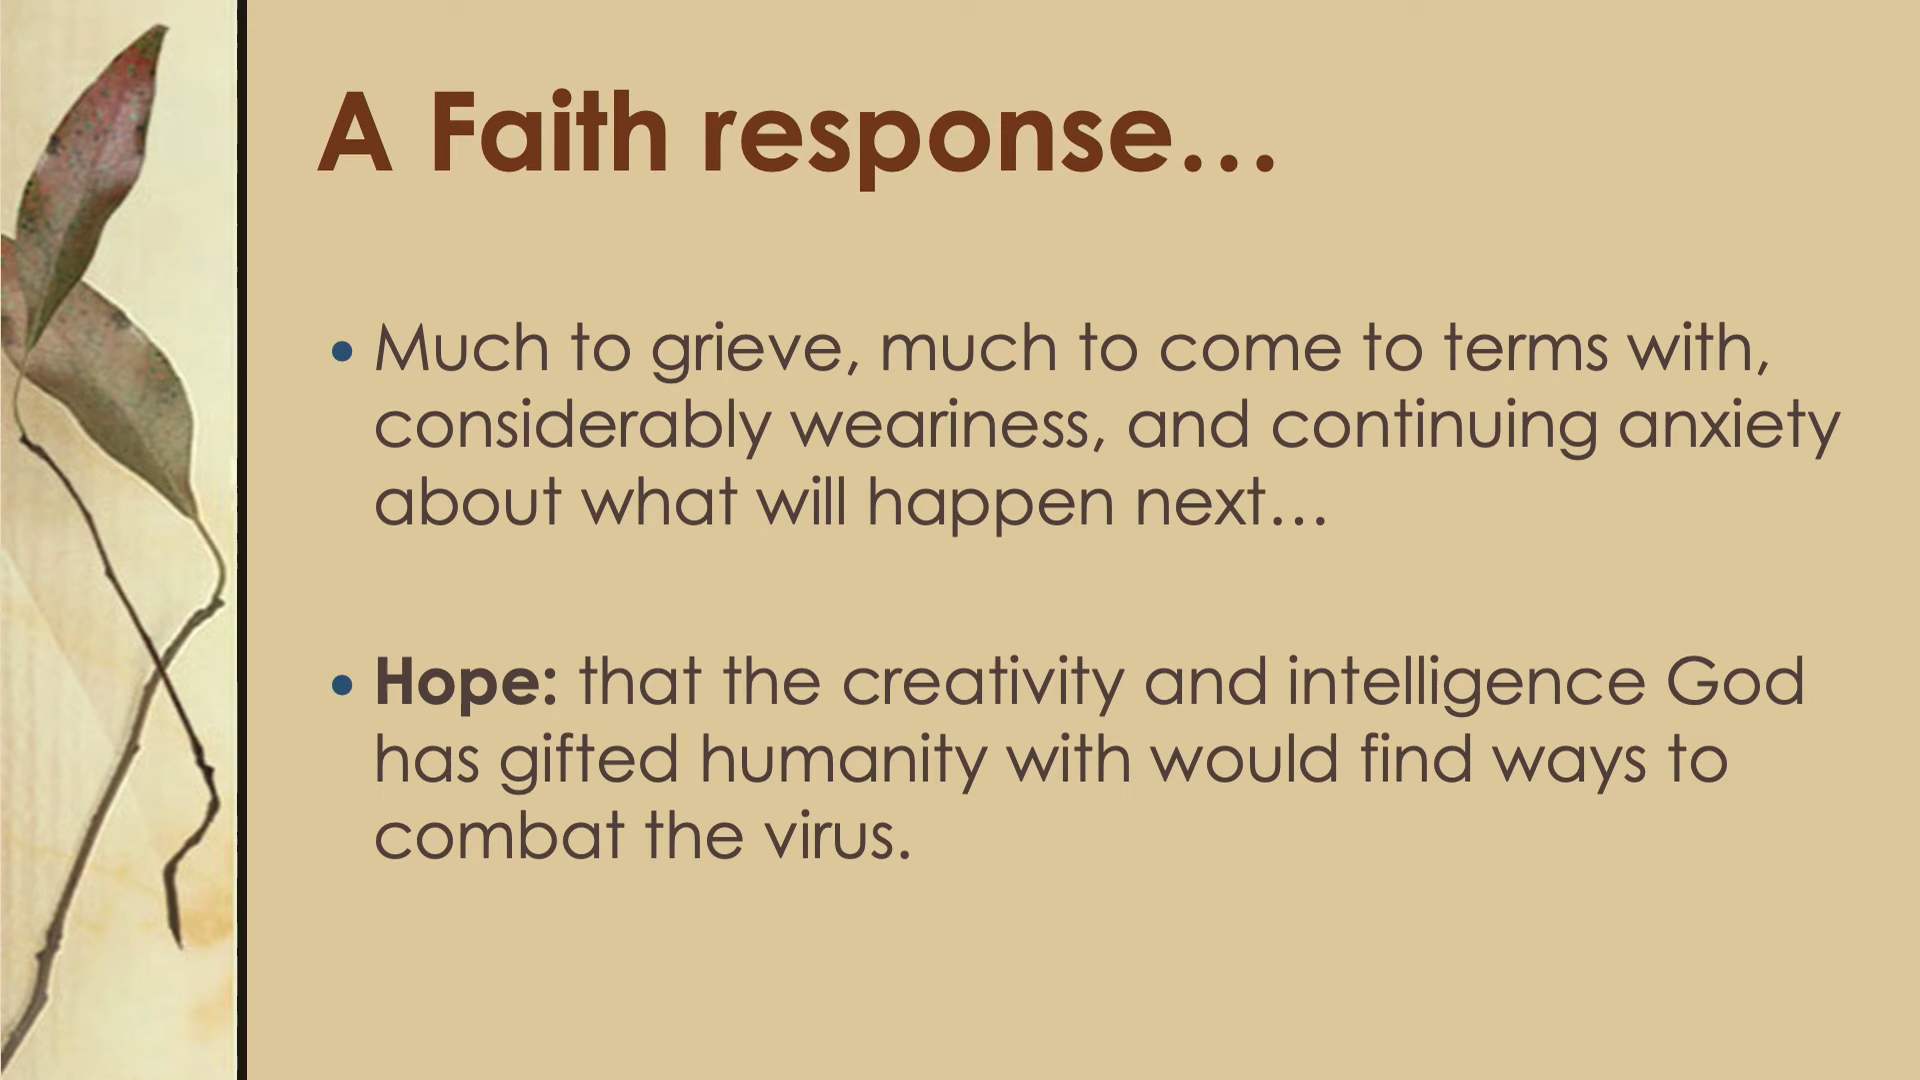 A Faith response…
• Much to grieve, much to come to terms with,
considerably weariness, and continuing anxiety
about what will happen next…
• Hope: that the creativity and intelligence God
has gifted humanity with would find ways to
combat the virus.